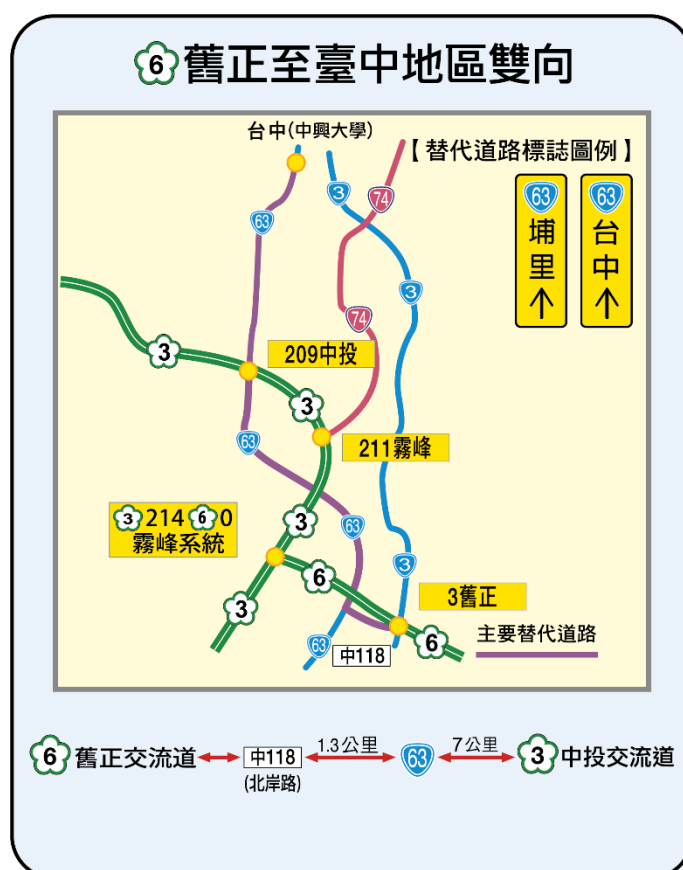 6 舊正至臺中地區雙向
台中(中興大學)
【 替代道路標誌圖例 】
63 埔里↑
63 台中↑
3
74
63
3
74
3
209中投
3
63
211霧峰
3 214 6 0
霧峰系統
3
63
6
3
3舊正
3
63
中118
6
主要替代道路
6 舊正交流道 中118 1.3公里 63 7公里 3 中投交流道
(北岸路)